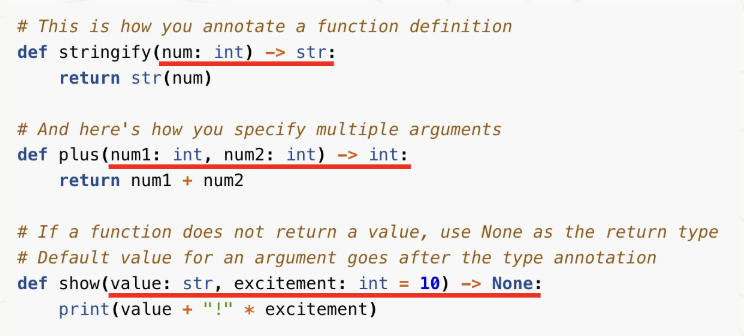 # This is how you annotate a function definition
def stringify(num: int) -> str:
    return str(num)

# And here's how you specify multiple arguments
def plus(num1: int, num2: int) -> int:
    return num1 + num2

# If a function does not return a value, use None as the return type
# Default value for an argument goes after the type annotation
def show(value: str, excitement: int = 10) -> None:
    print(value + "!" * excitement)